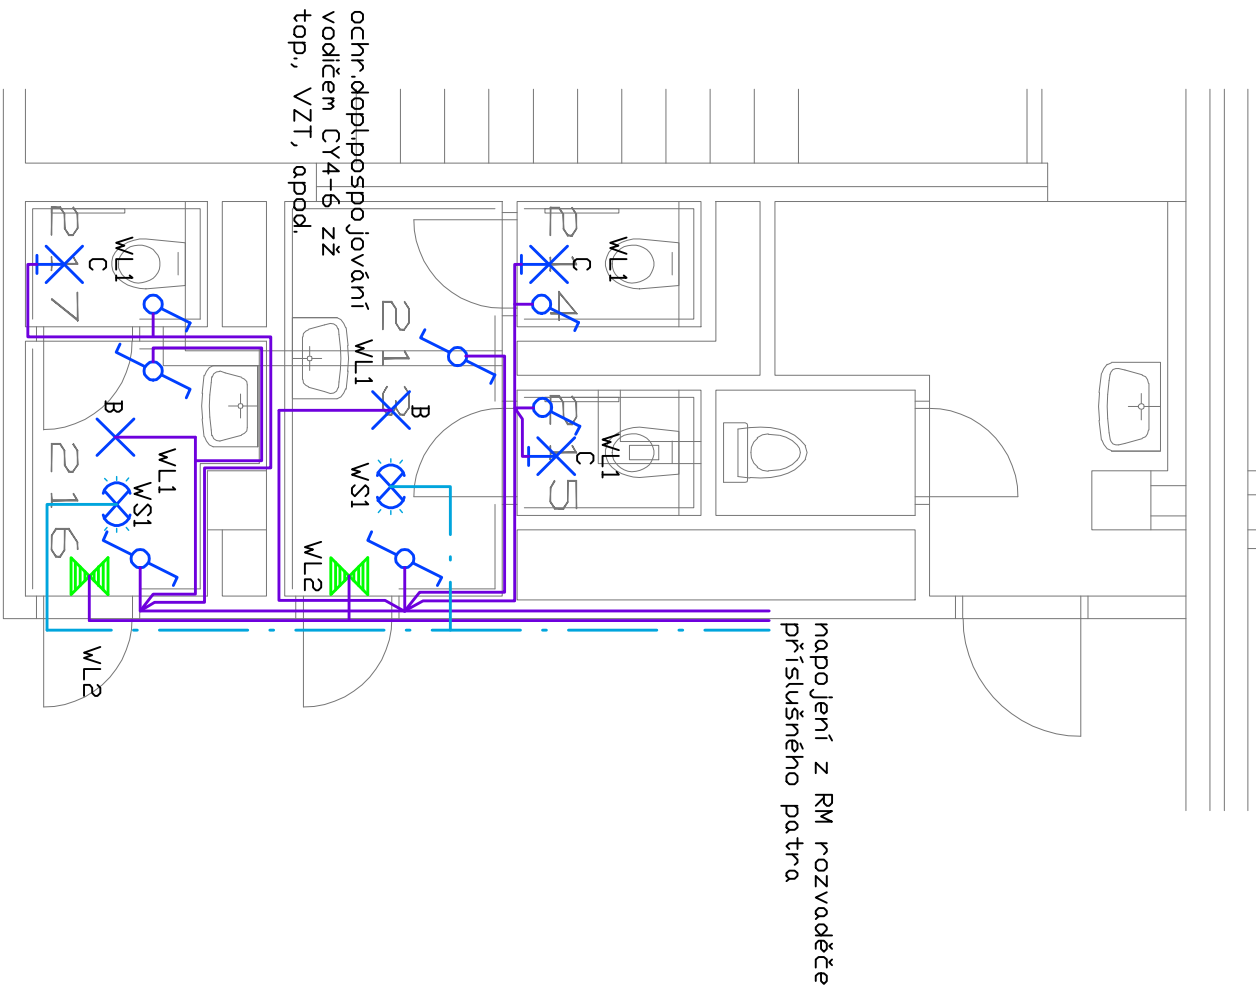 ochr.dopl.pospojování
vodičem CY4-6 zž
top., VZT, apod.
217
WL1
C
214
WL1
C
213
WL1
B
215
WL1
C
B
WL1
216
WS1
WS1
WL2
WL2
napojení z RM rozvaděče
příslušného patra